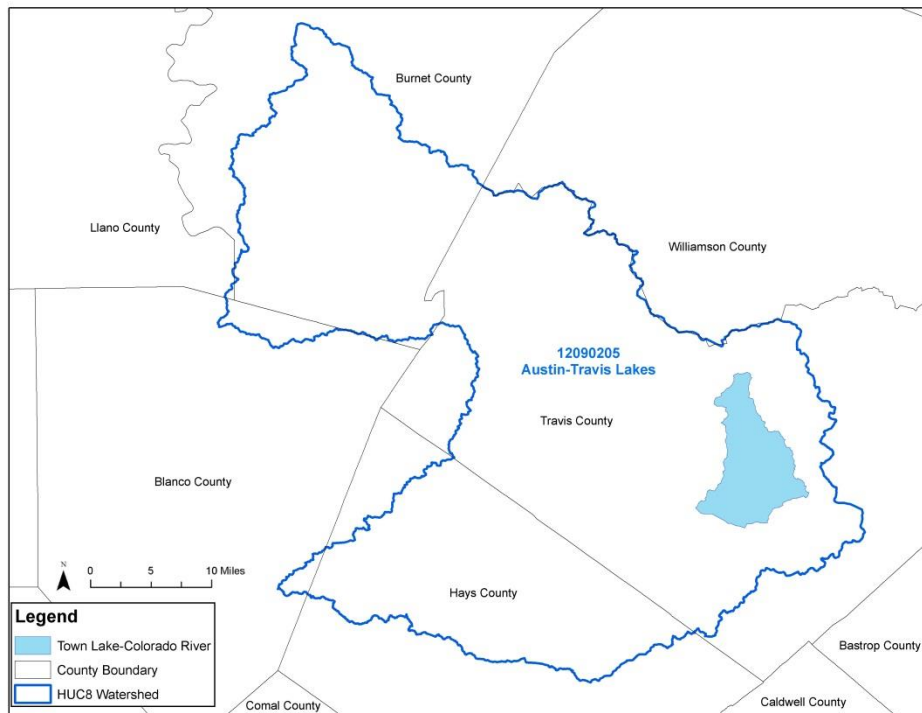 Burnet County
Llano County
Williamson County
12090205
Austin-Travis Lakes
Travis County
Blanco County
N
0 5 10 Miles
Hays County
Legend
Town Lake-Colorado River
County Boundary
HUC8 Watershed
Bastrop County
Caldwell County
Comal County